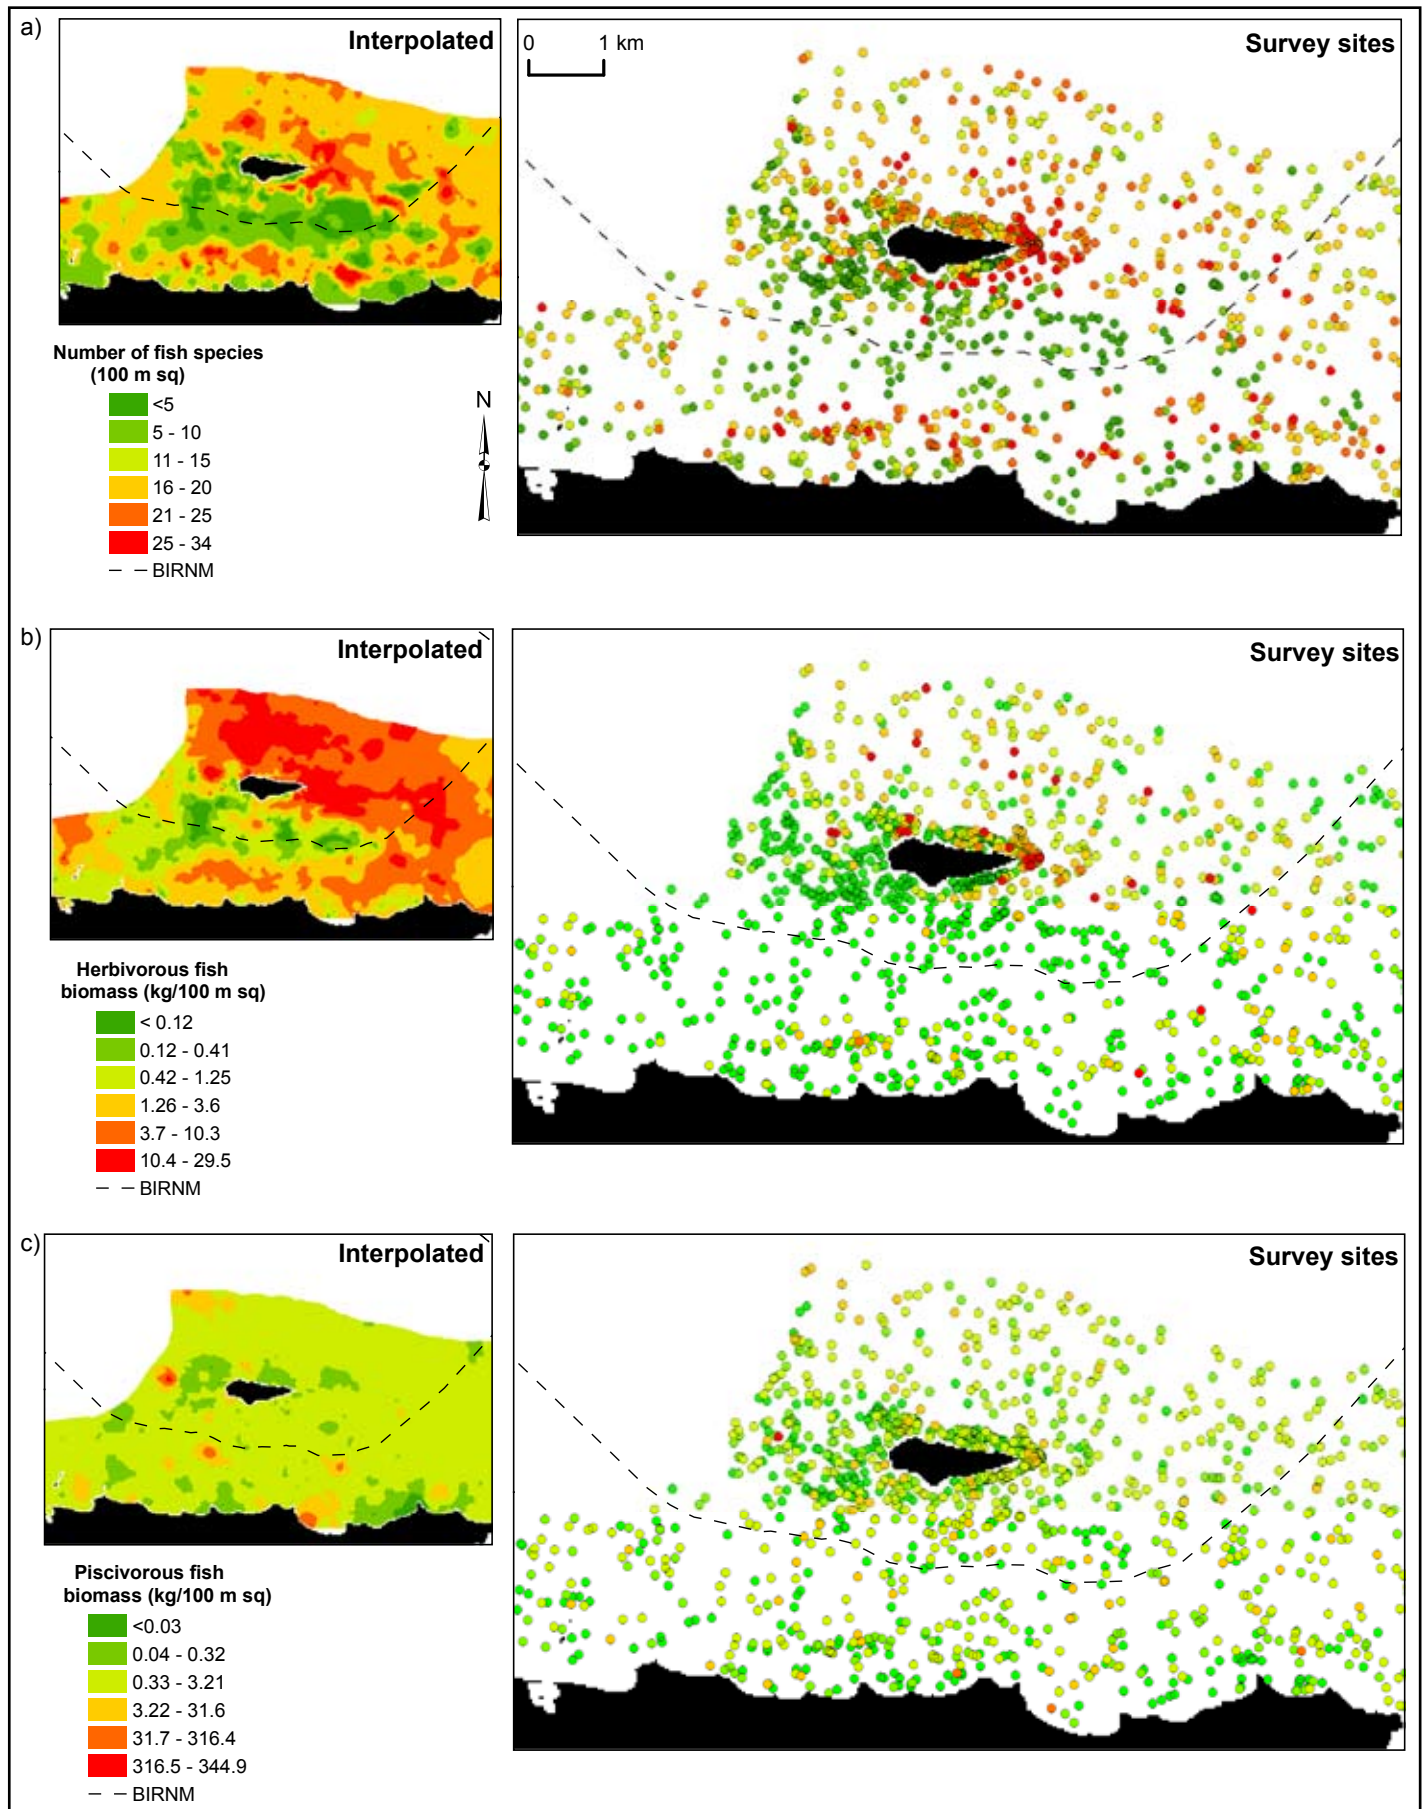 a)
Interpolated
0 1 km
Survey sites
Number of fish species
(100 m sq)
<5
5 - 10
11 - 15
16 - 20
21 - 25
25 - 34
BIRNM
N
b)
Interpolated
Survey sites
Herbivorous fish
biomass (kg/100 m sq)
< 0.12
0.12 - 0.41
0.42 - 1.25
1.26 - 3.6
3.7 - 10.3
10.4 - 29.5
BIRNM
c)
Interpolated
Survey sites
Piscivorous fish
biomass (kg/100 m sq)
<0.03
0.04 - 0.32
0.33 - 3.21
3.22 - 31.6
31.7 - 316.4
316.5 - 344.9
BIRNM